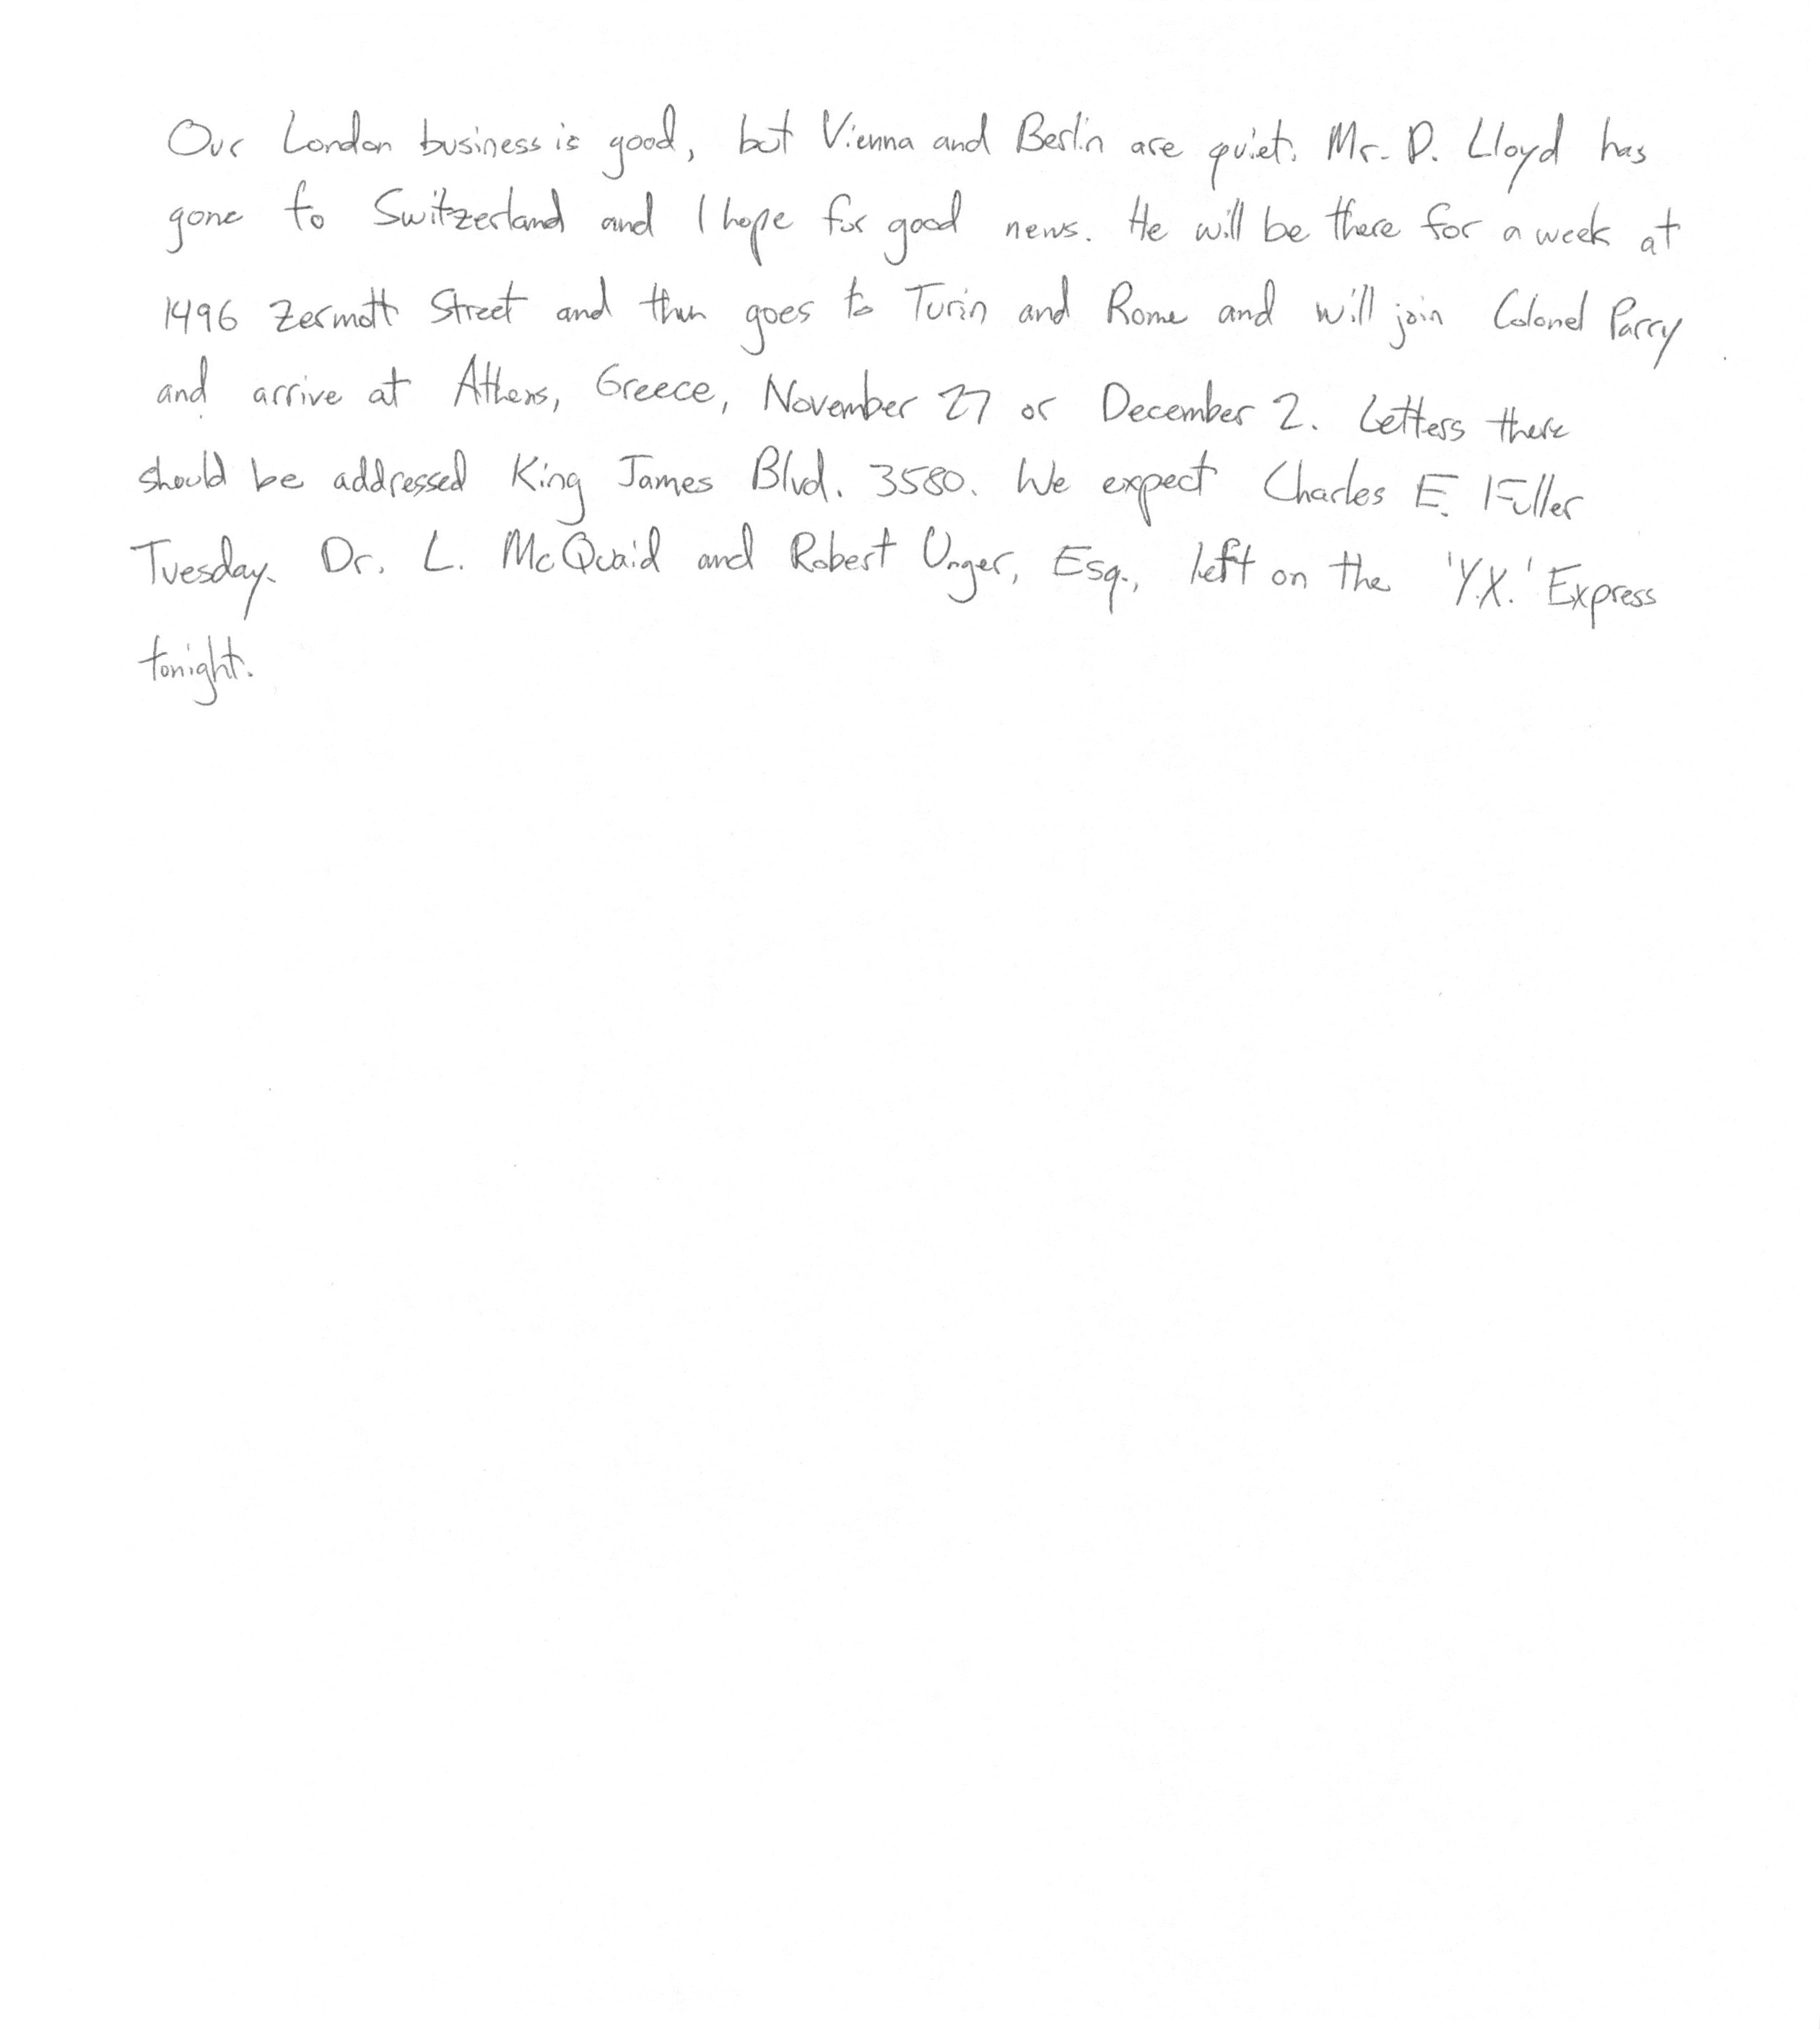 Our London business is good, but Vienna and Berlin are quiet. Mr. D. Lloyd has
gone to Switzerland and I hope for good news. He will be there for a week at
1496 Zermott Street and then goes to Turin and Rome and will join Colonel Parry
and arrive at Athens, Greece, November 27 or December 2. Letters there
should be addressed King James Blvd. 3580. We expect Charles E. Fuller
Tuesday. Dr. L. McQuaid and Robert Unger, Esq., left on the 'Y.X.' Express
tonight.